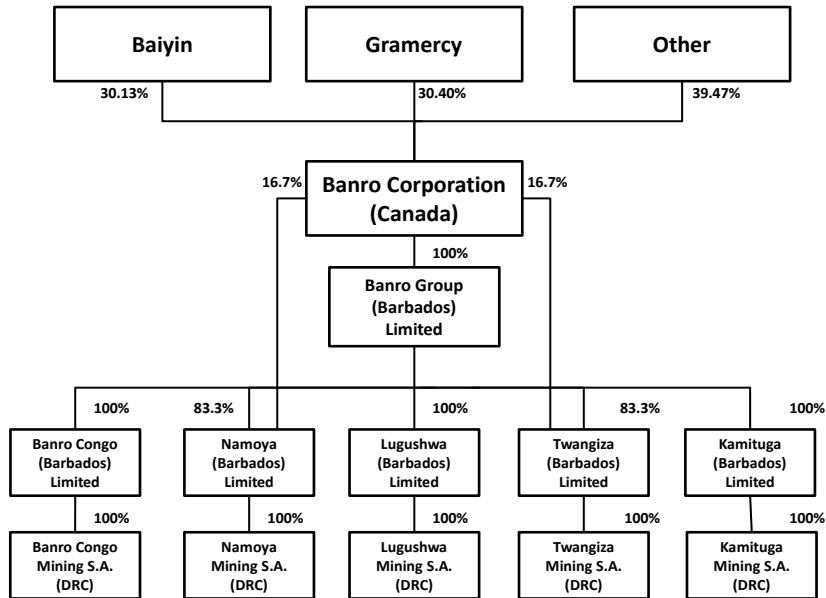 Baiyin
Gramercy
Other
30.13%
30.40%
39.47%
16.7%
Banro Corporation
(Canada)
16.7%
100%
Banro Group
(Barbados)
Limited
100%
83.3%
100%
83.3%
100%
Banro Congo
(Barbados)
Limited
Namoya
(Barbados)
Limited
Lugushwa
(Barbados)
Limited
Twangiza
(Barbados)
Limited
Kamituga
(Barbados)
Limited
100%
100%
100%
100%
100%
Banro Congo
Mining S.A.
(DRC)
Namoya
Mining S.A.
(DRC)
Lugushwa
Mining S.A.
(DRC)
Twangiza
Mining S.A.
(DRC)
Kamituga
Mining S.A.
(DRC)